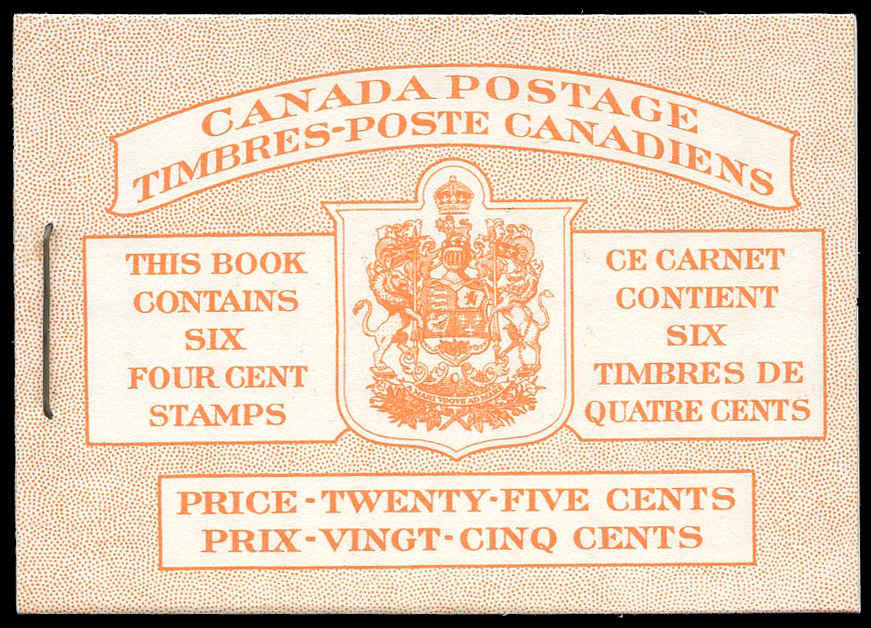 CANADA POSTAGE
TIMBRES-POSTE CANADIENS
THIS BOOK
CONTAINS
SIX
FOUR CENT
STAMPS
CE CARNET
CONTIENT
SIX
TIMBRES DE
QUATRE CENTS
PRICE-TWENTY-FIVE CENTS
PRIX-VINGT-CINQ CENTS